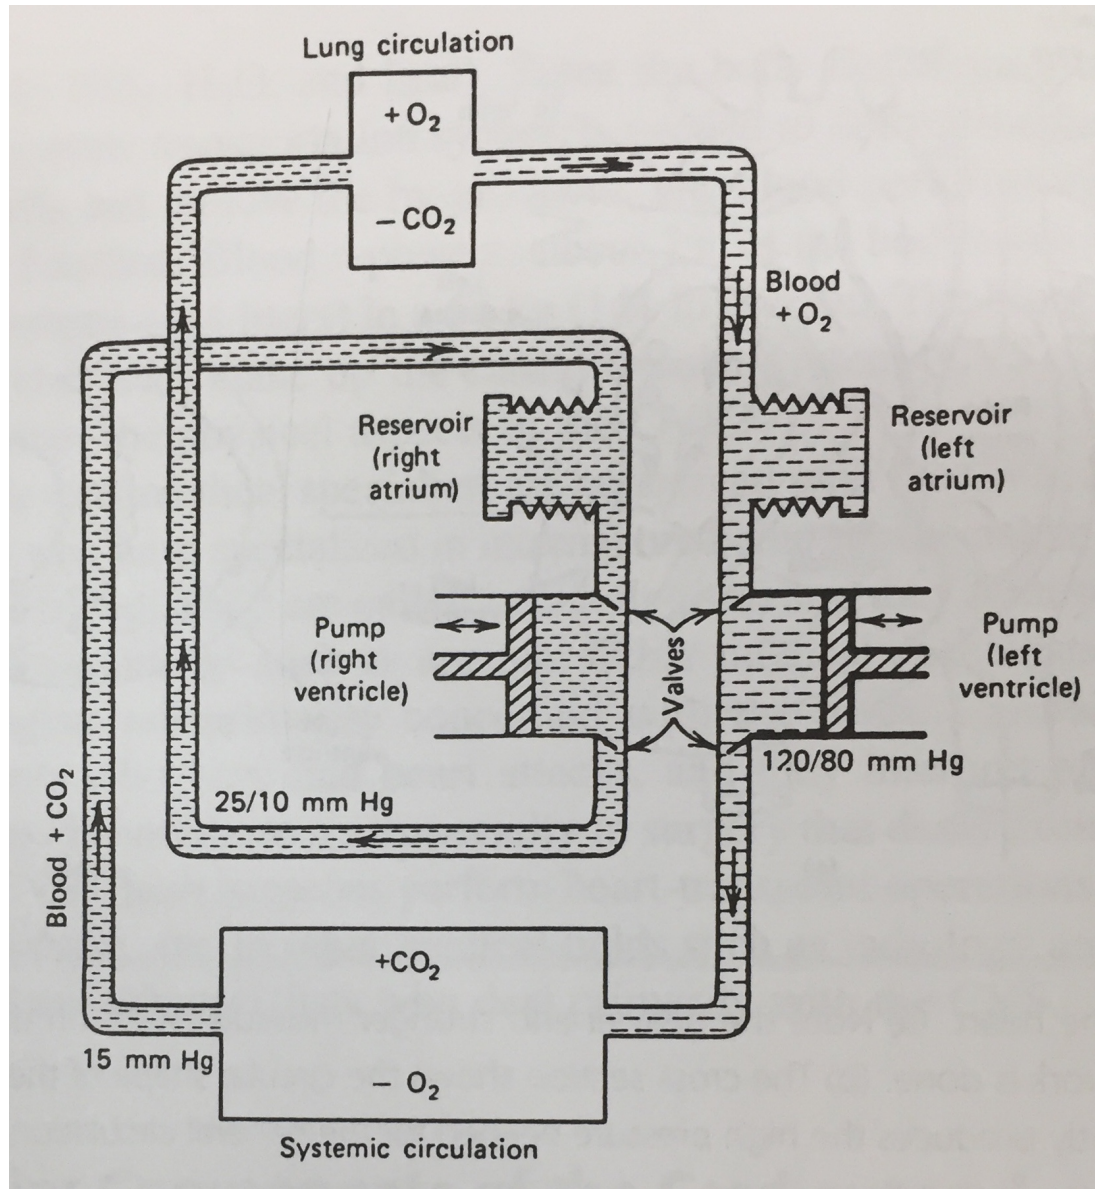 Lung circulation
+ O₂
− CO₂
Blood
+ O₂
Reservoir
(right
atrium)
Reservoir
(left
atrium)
Pump
(right
ventricle)
Valves
Pump
(left
ventricle)
120/80 mm Hg
25/10 mm Hg
Blood + CO₂
+CO₂
− O₂
15 mm Hg
Systemic circulation